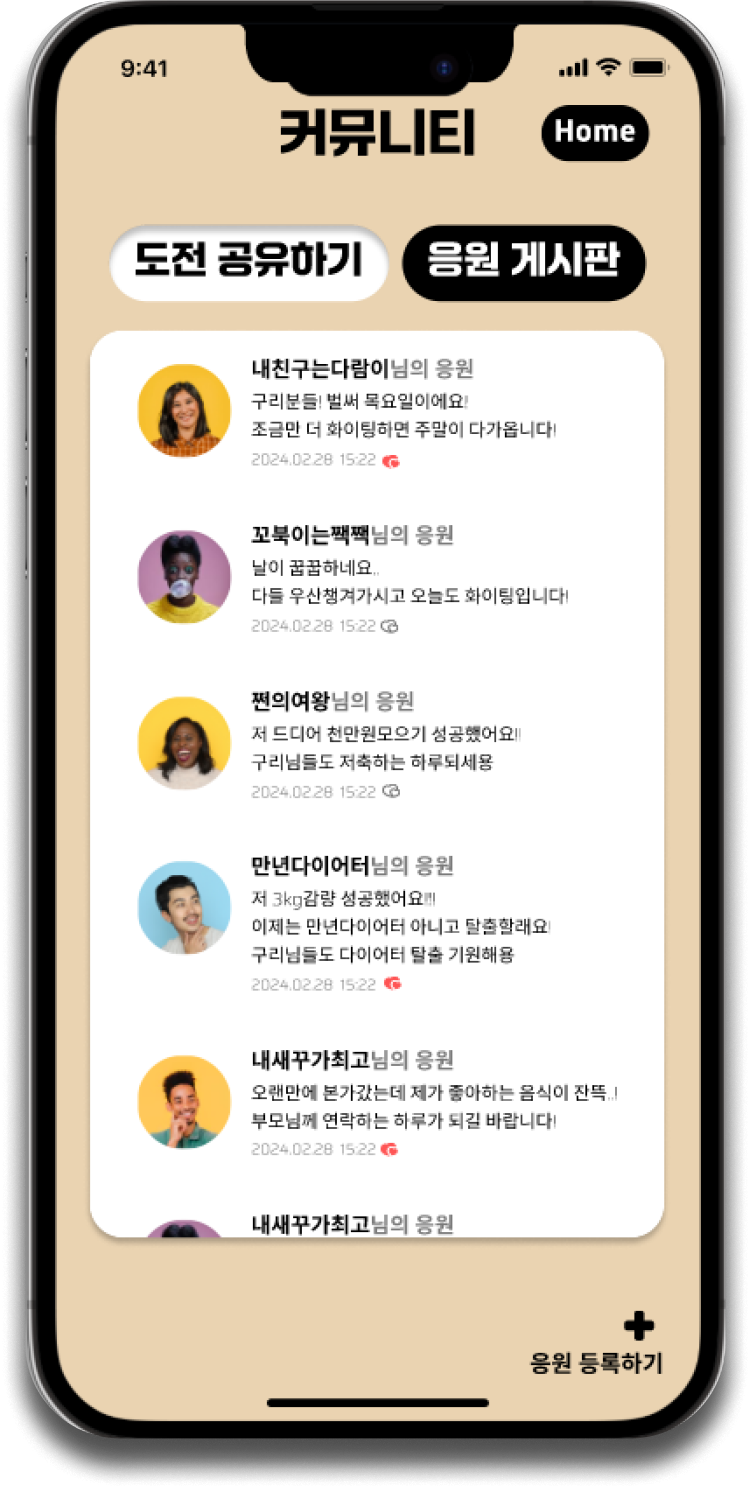 9:41
커뮤니티
Home
도전 공유하기
응원 게시판
내친구는다람이님의 응원
구리분들! 벌써 목요일이에요!
조금만 더 화이팅하면 주말이 다가옵니다!
2024.02.28 15:22
꼬북이는짹짹님의 응원
날이 꿉꿉하네요..
다들 우산챙겨가시고 오늘도 화이팅입니다!
2024.02.28 15:22
쩐의여왕님의 응원
저 드디어 천만원모으기 성공했어요!!
구리님들도 저축하는 하루되세용
2024.02.28 15:22
만년다이어터님의 응원
저 3kg감량 성공했어요!!!
이제는 만년다이어터 아니고 탈출할래요!
구리님들도 다이어터 탈출 기원해용
2024.02.28 15:22
내새꾸가최고님의 응원
오랜만에 본가갔는데 제가 좋아하는 음식이 잔뜩..!
부모님께 연락하는 하루가 되길 바랍니다!
2024.02.28 15:22
내새꾸가최고님의 응원
응원 등록하기